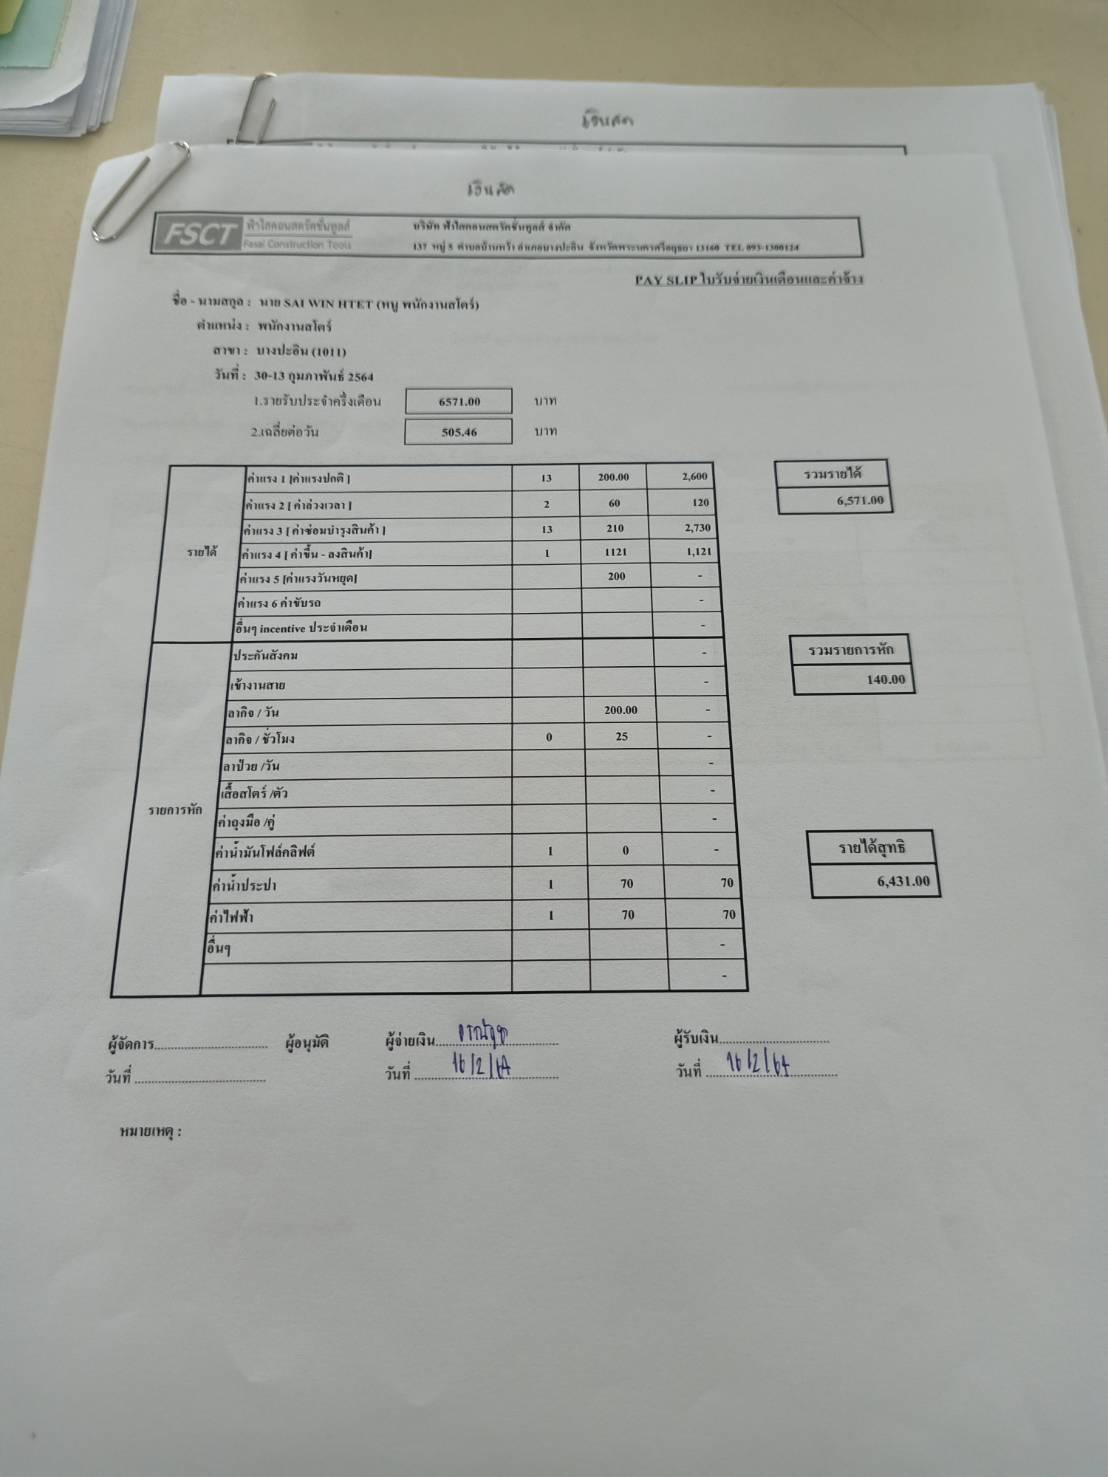 เงินสด
เงินสด
FSCT ฟ้าใสคอนสตรัคชั่นทูลส์
Fasai Construction Tools
บริษัท ฟ้าใสคอนสตรัคชั่นทูลส์ จำกัด
137 หมู่ 5 ตำบลบ้านกรด อำเภอบางปะอิน จังหวัดพระนครศรีอยุธยา 13160 TEL 093-1300124
PAY SLIP ใบรับจ่ายเงินเดือนและค่าจ้าง
ชื่อ - นามสกุล : นาย SAI WIN HTET (หนู พนักงานสโตร์)
ตำแหน่ง : พนักงานสโตร์
สาขา : บางปะอิน (1011)
วันที่ : 30-13 กุมภาพันธ์ 2564
1.รายรับประจำครึ่งเดือน 6571.00 บาท
2.เฉลี่ยต่อวัน 505.46 บาท
รายได้
ค่าแรง 1 [ค่าแรงปกติ ] 13 200.00 2,600
ค่าแรง 2 [ ค่าล่วงเวลา ] 2 60 120
ค่าแรง 3 [ ค่าซ่อมบำรุงสินค้า ] 13 210 2,730
ค่าแรง 4 [ ค่าขึ้น - ลงสินค้า] 1 1121 1,121
ค่าแรง 5 [ค่าแรงวันหยุด] 200 -
ค่าแรง 6 ค่าขับรถ -
อื่นๆ incentive ประจำเดือน -
รวมรายได้
6,571.00
รายการหัก
ประกันสังคม -
เข้างานสาย -
ลากิจ / วัน 200.00 -
ลากิจ / ชั่วโมง 0 25 -
ลาป่วย /วัน -
เสื้อสโตร์ /ตัว -
ค่าถุงมือ /คู่ -
ค่าน้ำมันโฟล์คลิฟต์ 1 0 -
ค่าน้ำประปา 1 70 70
ค่าไฟฟ้า 1 70 70
อื่นๆ -
-
รวมรายการหัก
140.00
รายได้สุทธิ
6,431.00
ผู้จัดการ ผู้อนุมัติ ผู้จ่ายเงิน ผู้รับเงิน
วันที่ วันที่ 16/2/64 วันที่ 16/2/64
หมายเหตุ :